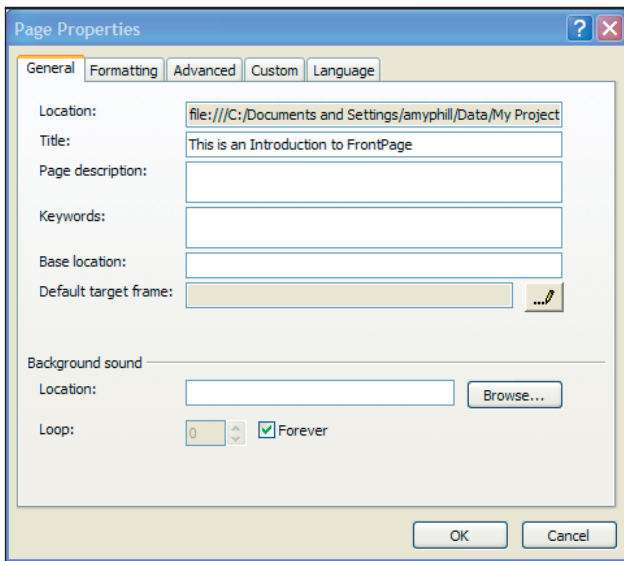 Page Properties
General Formatting Advanced Custom Language
Location: file:///C:/Documents and Settings/amyphill/Data/My Project
Title: This is an Introduction to FrontPage
Page description:
Keywords:
Base location:
Default target frame:
Background sound
Location: Browse...
Loop: 0 Forever
OK Cancel